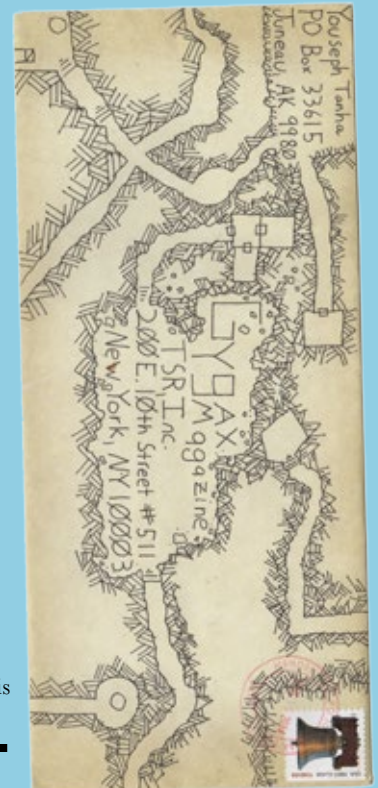 Youseph Tanha
PO Box 33615
Juneau, AK 9980
GYgAX
Magazine
TSR, Inc.
200 E. 10th Street # 511
New York, NY 10003
is